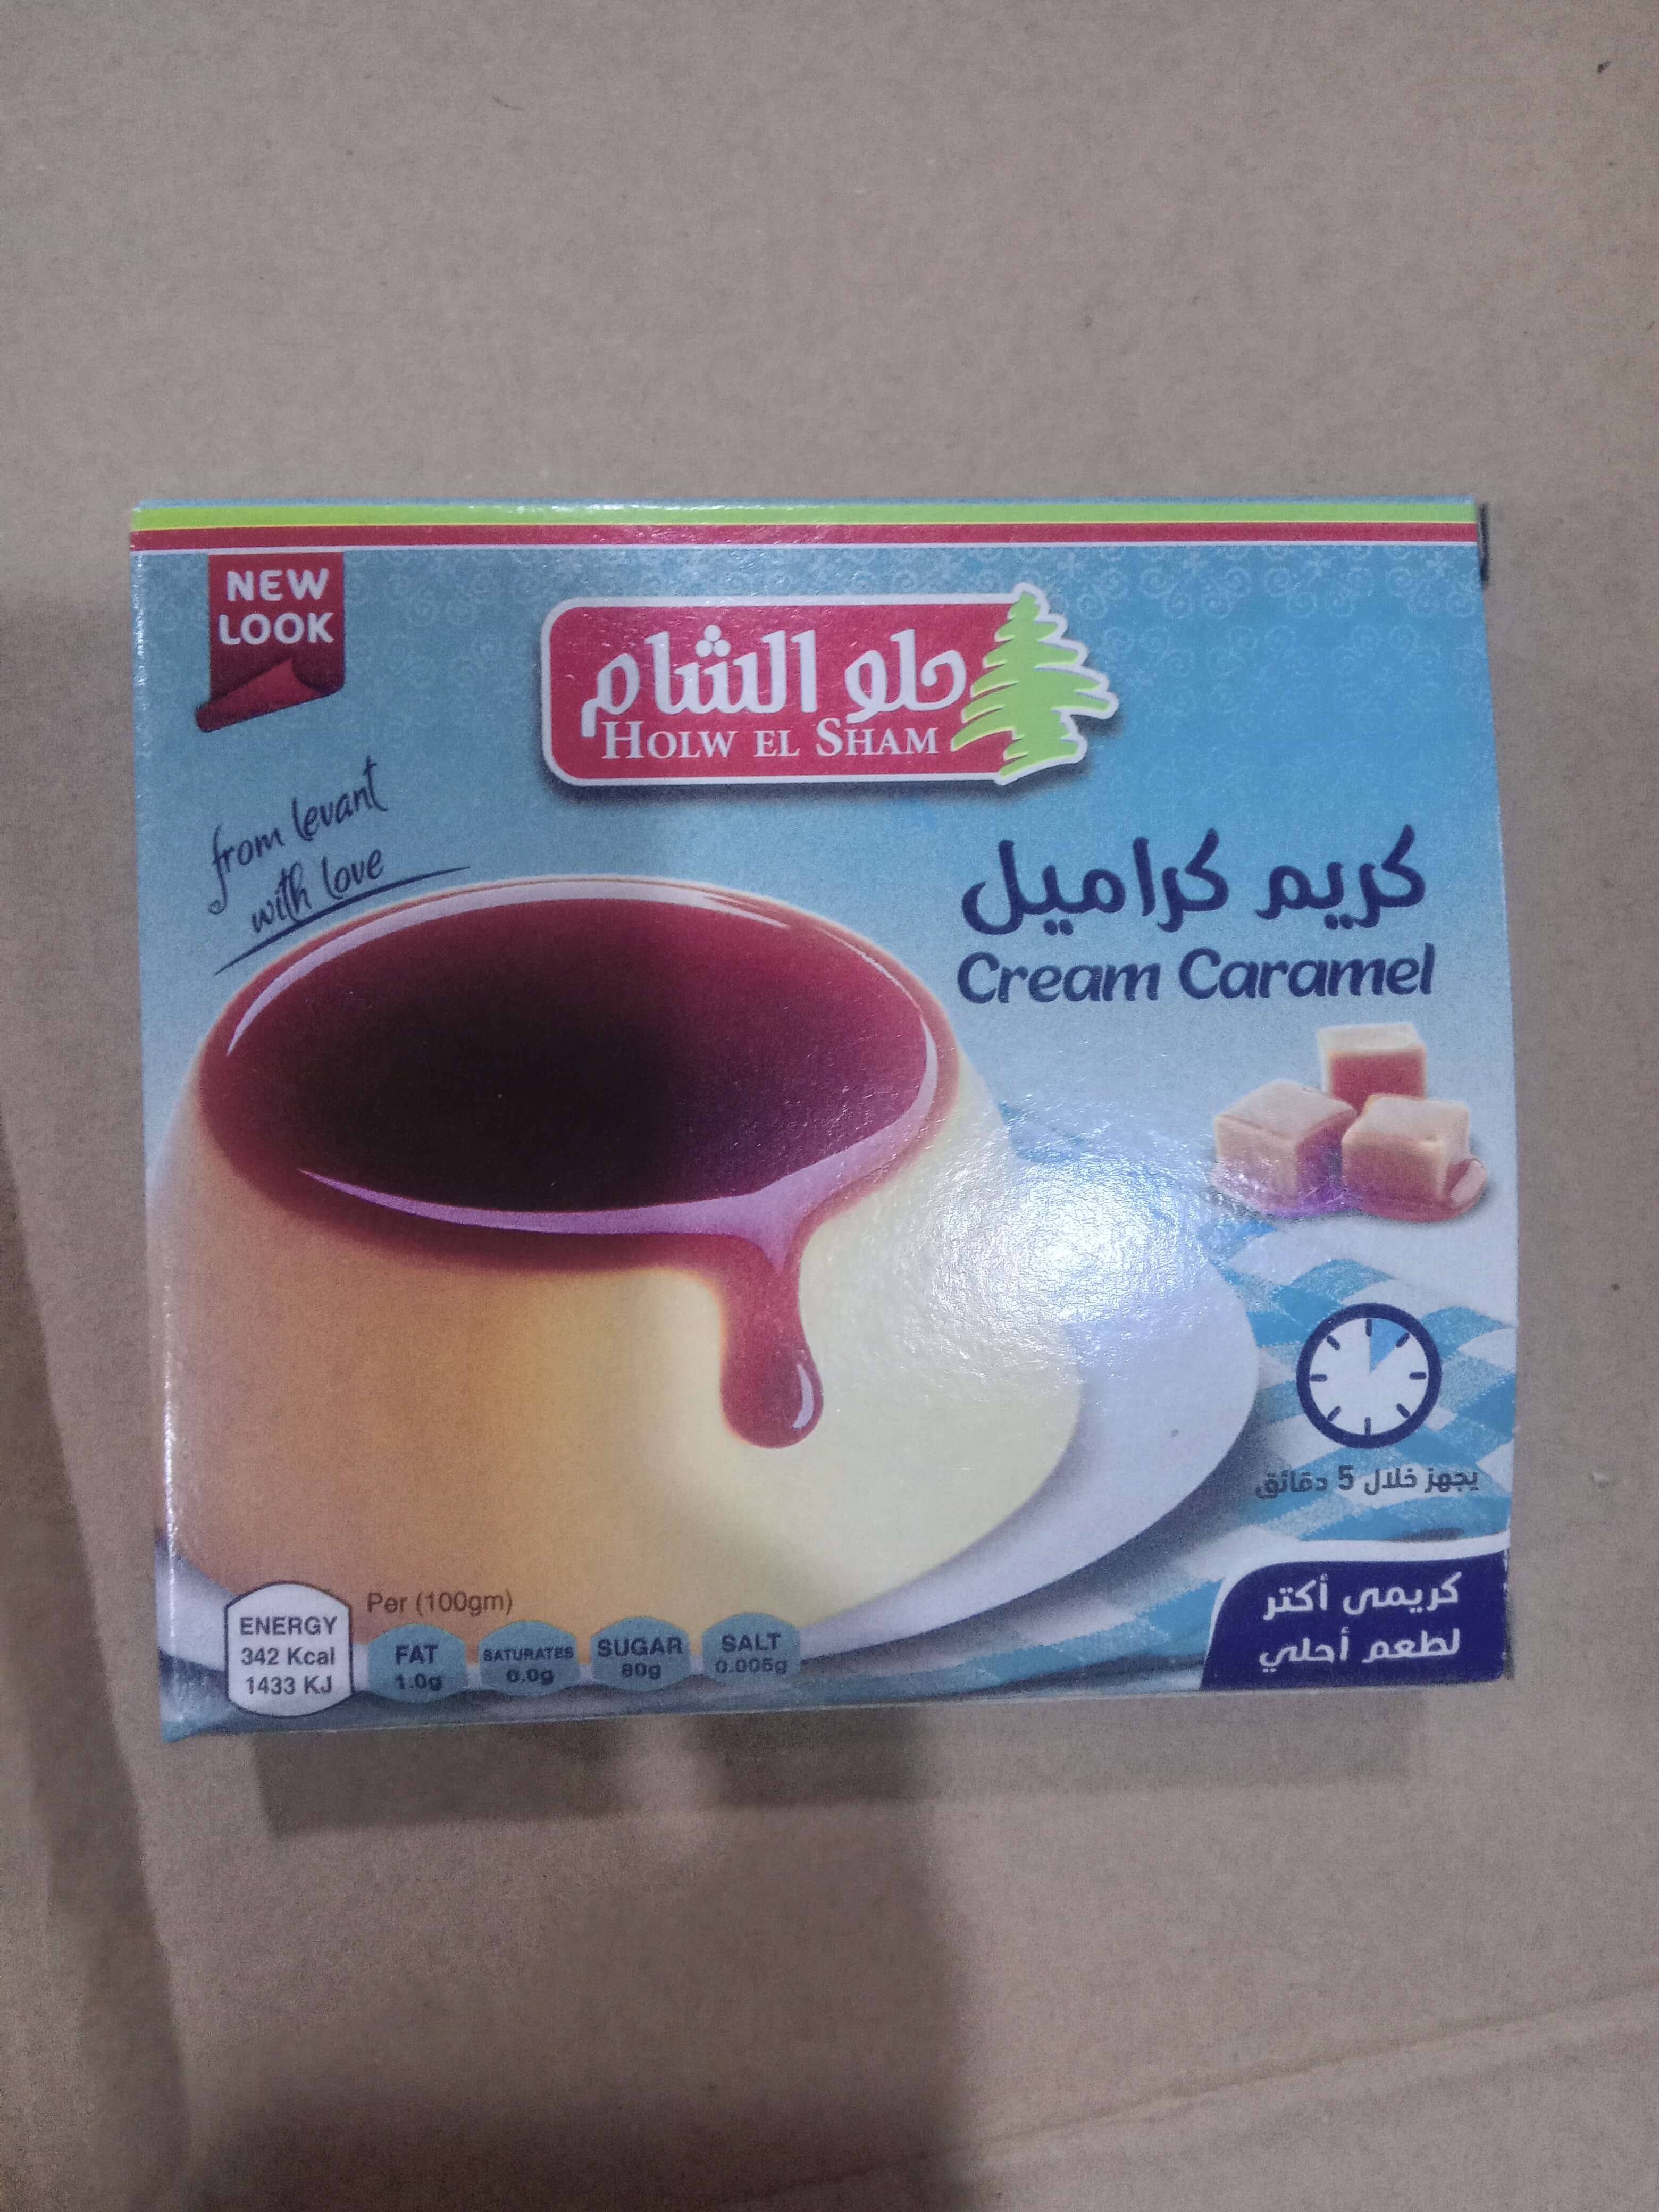 NEW
LOOK
حلو الشام
HOLW EL SHAM
from levant
with love
كريم كراميل
Cream Caramel
يجهز خلال 5 دقائق
كريمى أكتر
لطعم أحلي
Per (100gm)
ENERGY
342 Kcal
1433 KJ
FAT
1.0g
SATURATES
0.0g
SUGAR
80g
SALT
0.005g